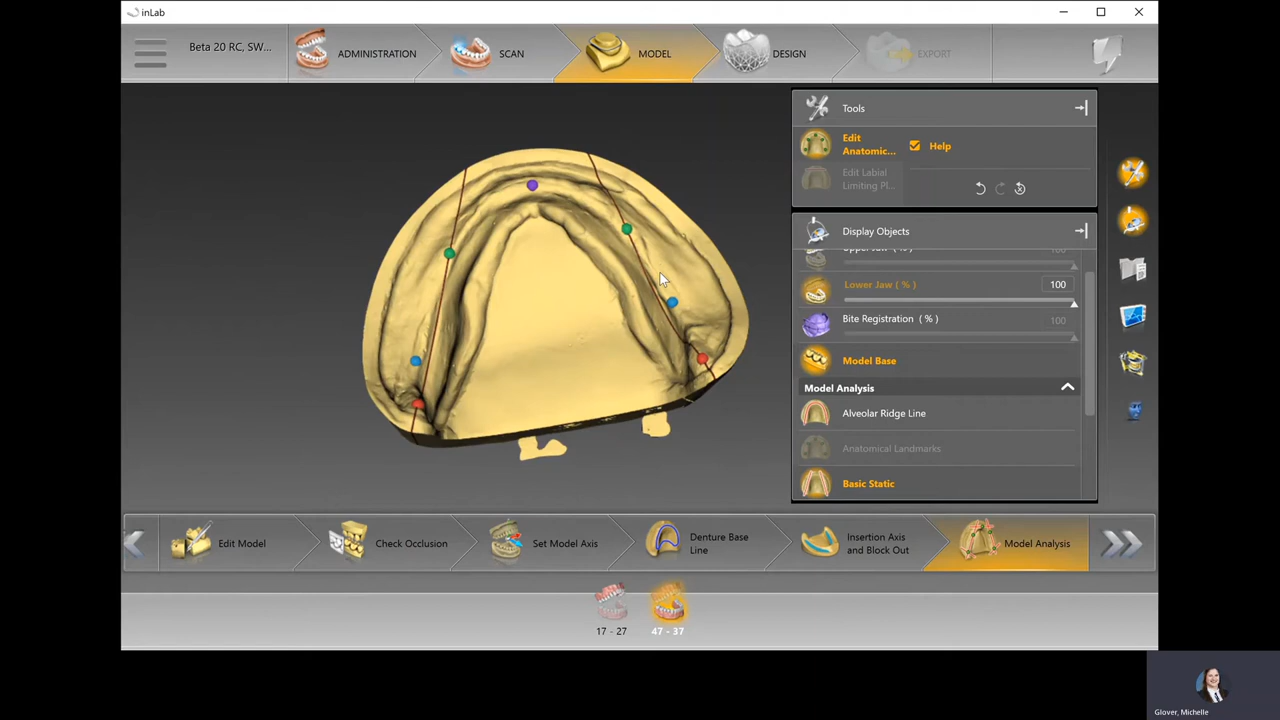 inLab
Beta 20 RC, SW...
ADMINISTRATION
SCAN
MODEL
DESIGN
EXPORT
Tools
Edit
Anatomic...
Help
Edit Labial
Limiting Pl...
Display Objects
Upper Jaw ( % )
100
Lower Jaw ( % )
100
Bite Registration ( % )
100
Model Base
Model Analysis
Alveolar Ridge Line
Anatomical Landmarks
Basic Static
Edit Model
Check Occlusion
Set Model Axis
Denture Base
Line
Insertion Axis
and Block Out
Model Analysis
17 - 27
47 - 37
Glover, Michelle